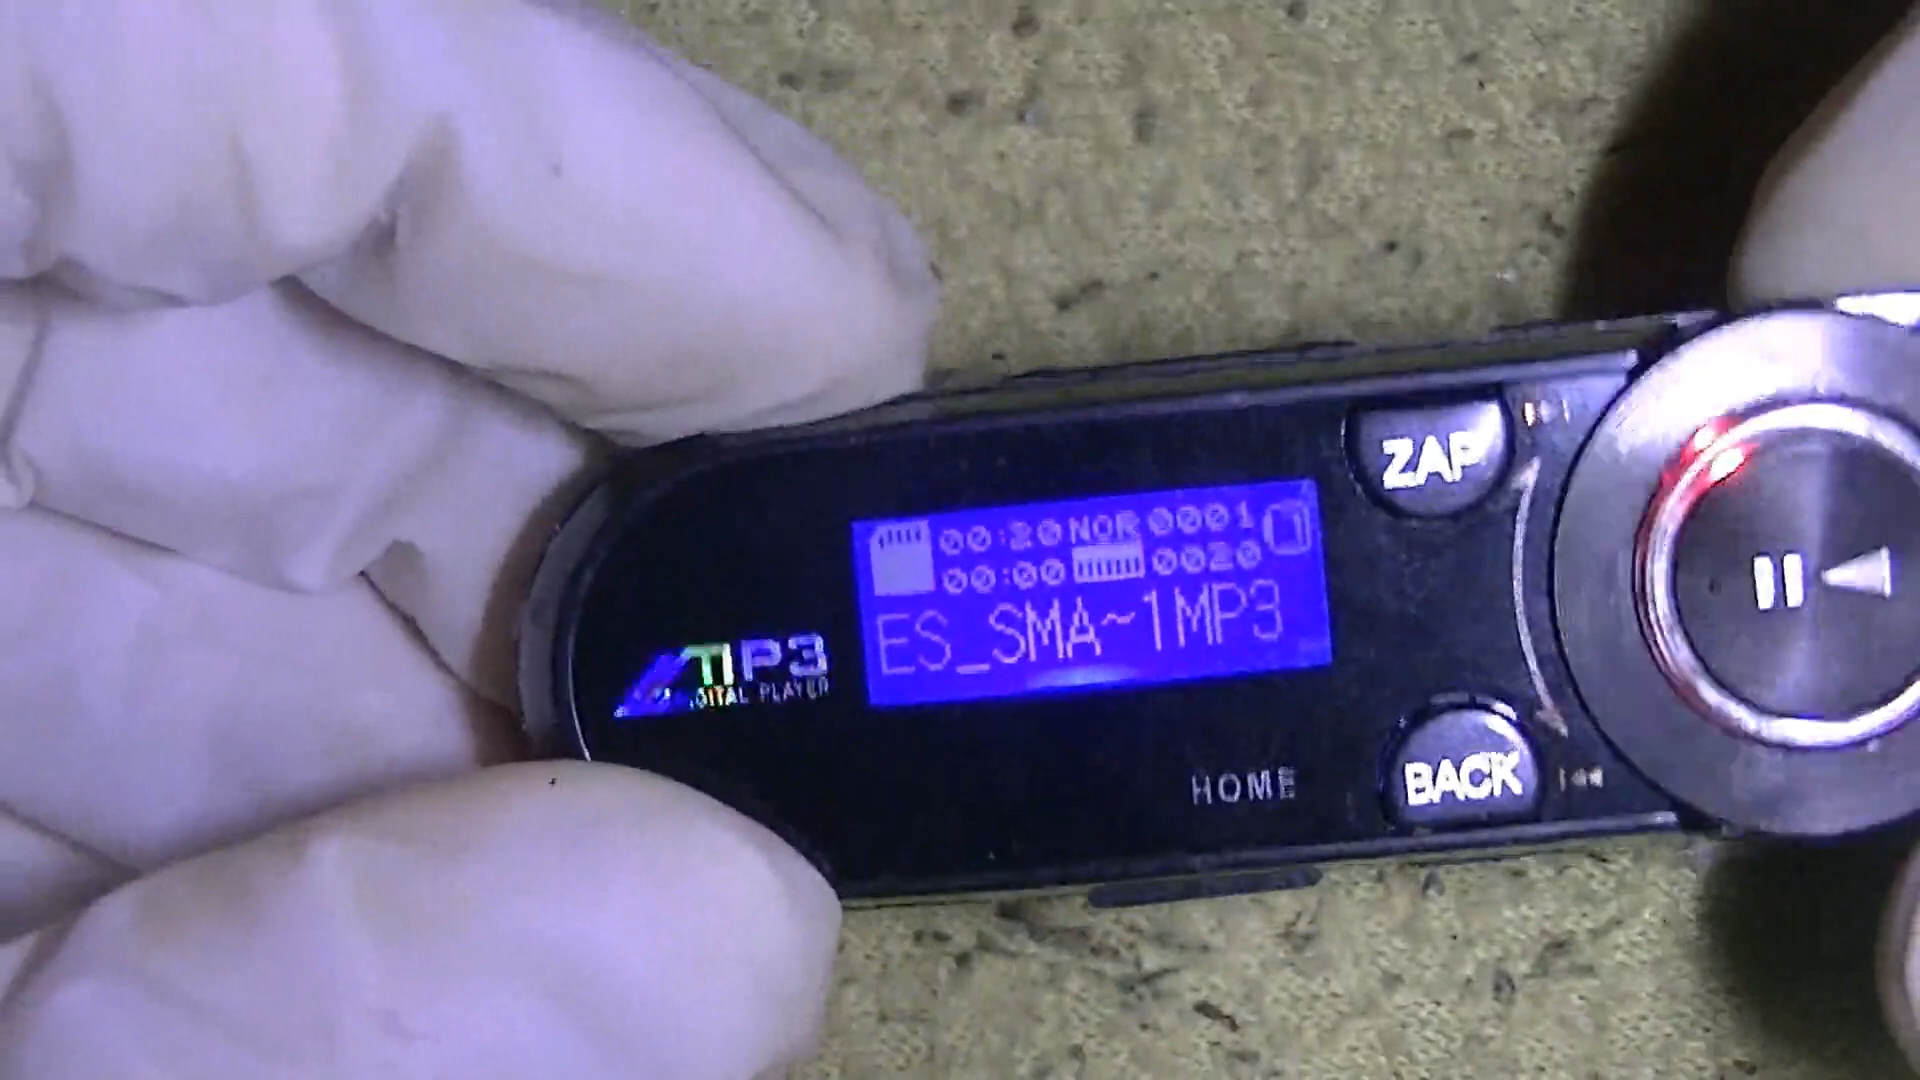 00:20 NOR 0001
00:00 0020
ES_SMA~1MP3
MP3
DIGITAL PLAYER
ZAP
HOME
BACK